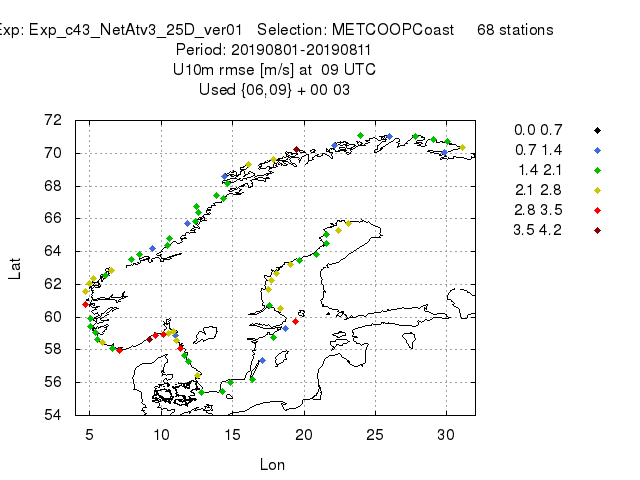 Exp: Exp_c43_NetAtv3_25D_ver01 Selection: METCOOPCoast 68 stations
Period: 20190801-20190811
U10m rmse [m/s] at 09 UTC
Used {06,09} + 00 03
72
70
68
66
64
62
60
58
56
54
Lat
5 10 15 20 25 30
Lon
0.0 0.7
0.7 1.4
1.4 2.1
2.1 2.8
2.8 3.5
3.5 4.2